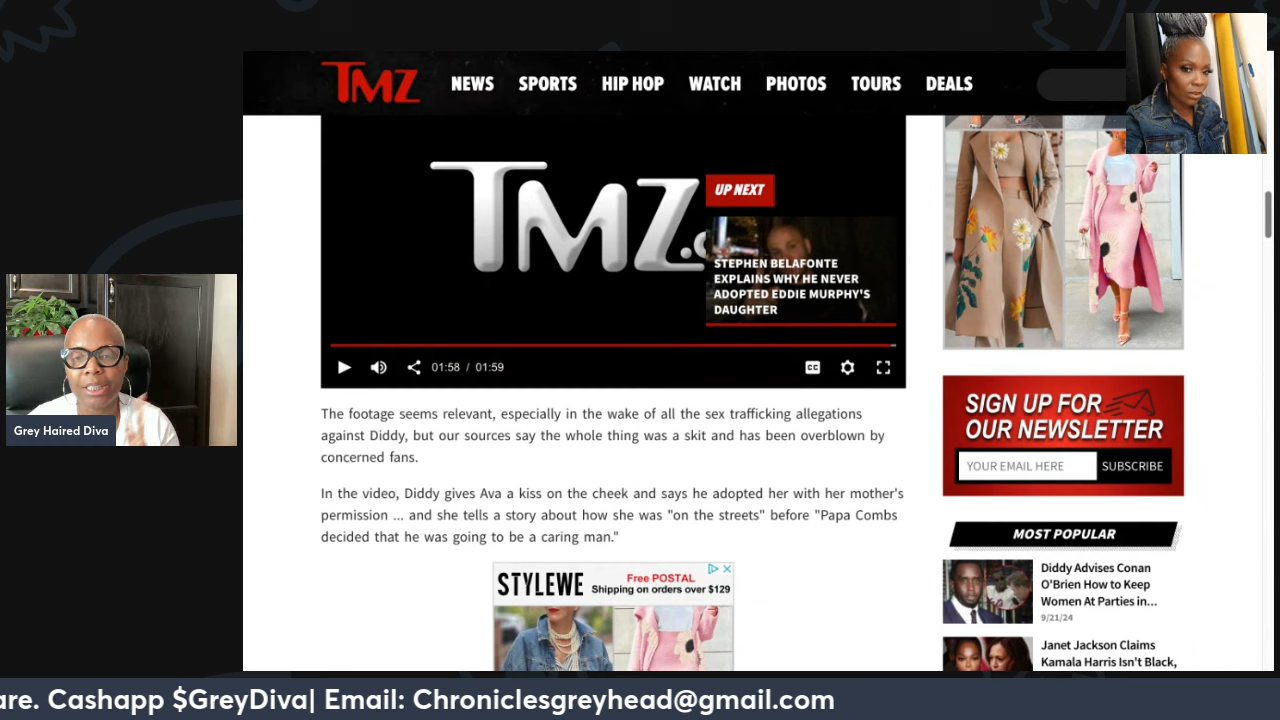 TMZ
NEWS SPORTS HIP HOP WATCH PHOTOS TOURS DEALS
TMZ.c
UP NEXT
STEPHEN BELAFONTE
EXPLAINS WHY HE NEVER
ADOPTED EDDIE MURPHY'S
DAUGHTER
01:58 / 01:59
CC
The footage seems relevant, especially in the wake of all the sex trafficking allegations
against Diddy, but our sources say the whole thing was a skit and has been overblown by
concerned fans.
In the video, Diddy gives Ava a kiss on the cheek and says he adopted her with her mother's
permission ... and she tells a story about how she was "on the streets" before "Papa Combs
decided that he was going to be a caring man."
STYLEWE
Free POSTAL
Shipping on orders over $129
SIGN UP FOR
OUR NEWSLETTER
YOUR EMAIL HERE SUBSCRIBE
MOST POPULAR
Diddy Advises Conan
O'Brien How to Keep
Women At Parties in...
9/21/24
Janet Jackson Claims
Kamala Harris Isn't Black,
Grey Haired Diva
are. Cashapp $GreyDiva| Email: Chroniclesgreyhead@gmail.com